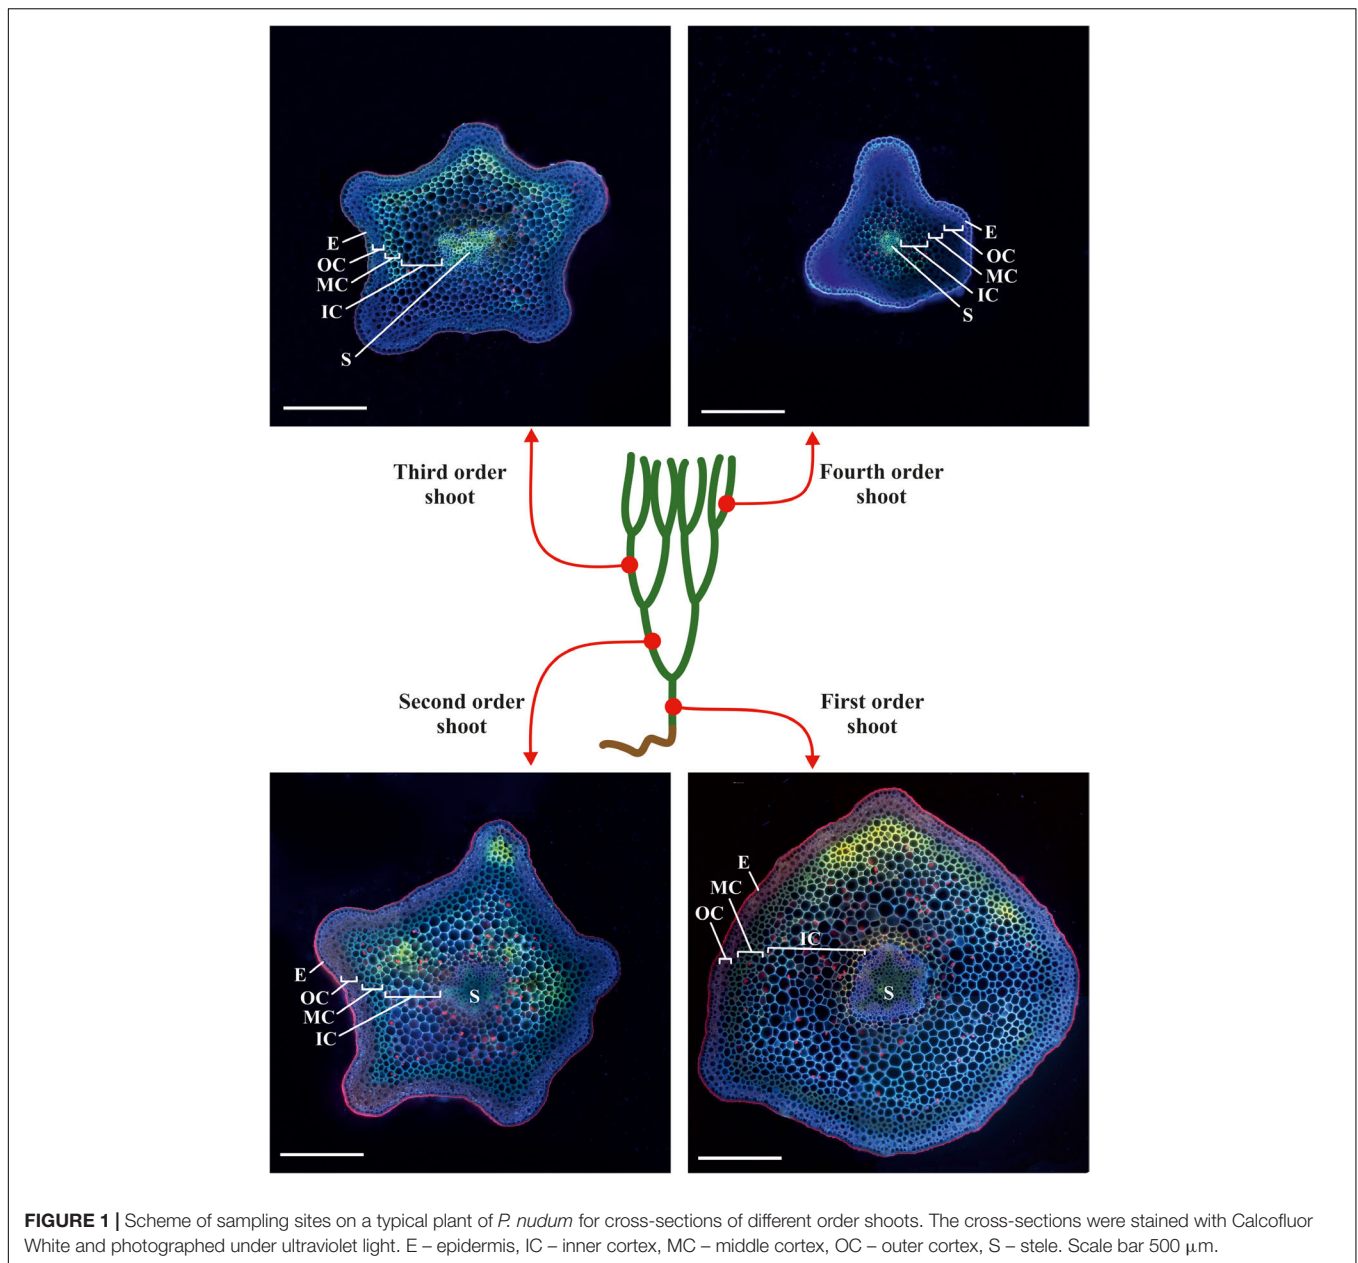 E
OC
MC
IC
S
E
OC
MC
IC
S
Third order
shoot
Fourth order
shoot
Second order
shoot
First order
shoot
E
OC
MC
IC
S
E
MC
OC
IC
S
FIGURE 1 | Scheme of sampling sites on a typical plant of P. nudum for cross-sections of different order shoots. The cross-sections were stained with Calcofluor
White and photographed under ultraviolet light. E – epidermis, IC – inner cortex, MC – middle cortex, OC – outer cortex, S – stele. Scale bar 500 μm.